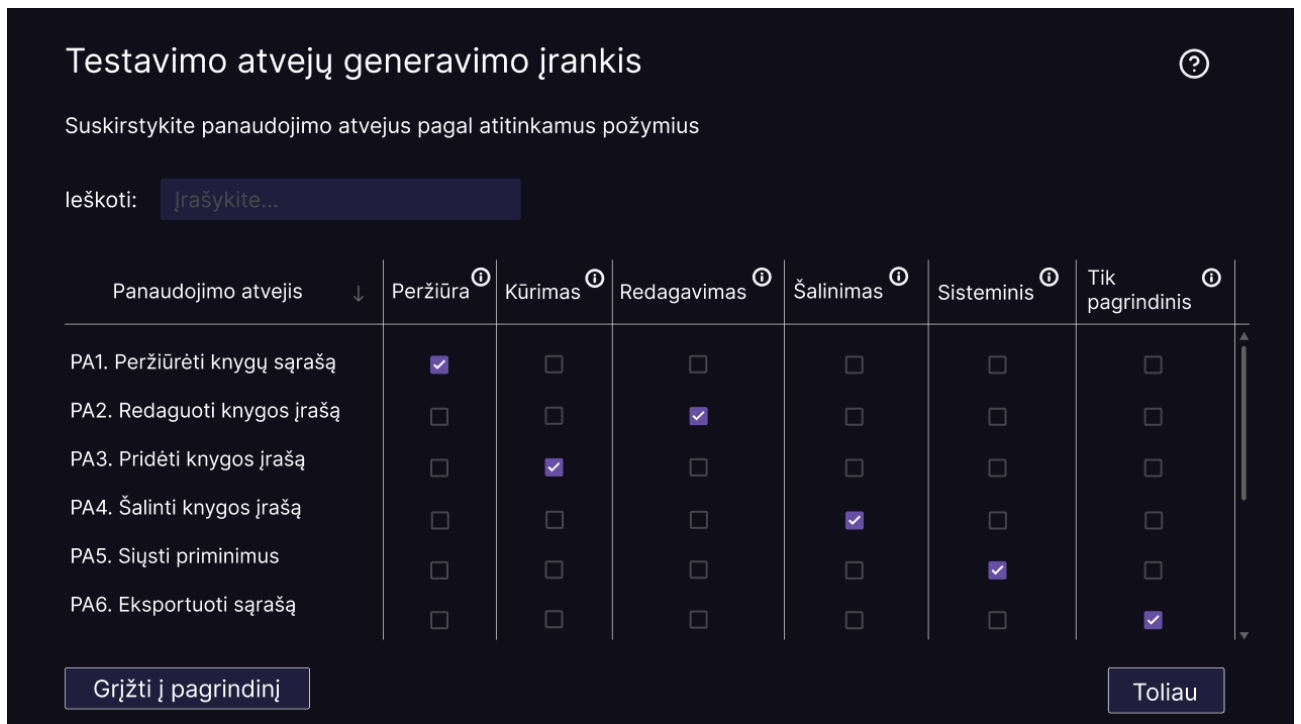 Testavimo atvejų generavimo įrankis
Suskirstykite panaudojimo atvejus pagal atitinkamus požymius
Ieškoti: Įrašykite...
Panaudojimo atvejis ↓ Peržiūra Kūrimas Redagavimas Šalinimas Sisteminis Tik pagrindinis
PA1. Peržiūrėti knygų sąrašą
PA2. Redaguoti knygos įrašą
PA3. Pridėti knygos įrašą
PA4. Šalinti knygos įrašą
PA5. Siųsti priminimus
PA6. Eksportuoti sąrašą
Grįžti į pagrindinį Toliau